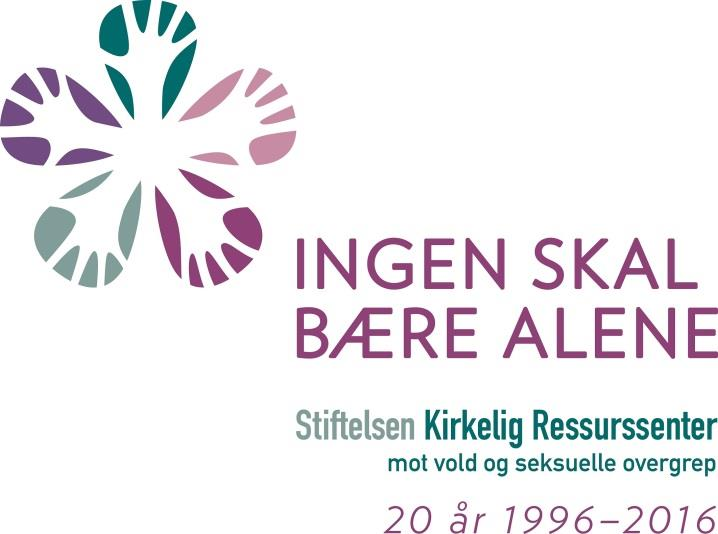 INGEN SKAL
BÆRE ALENE
Stiftelsen Kirkelig Ressurssenter
mot vold og seksuelle overgrep
20 år 1996–2016